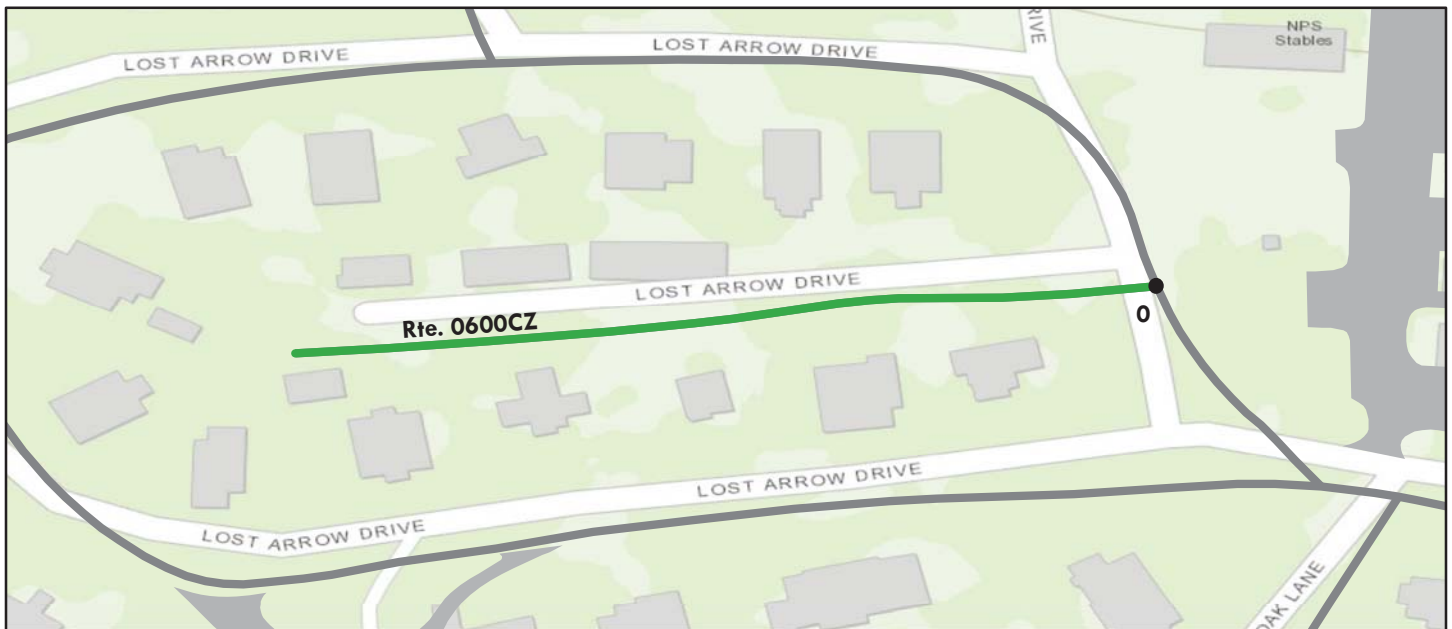 LOST ARROW DRIVE
LOST ARROW DRIVE
RIVE
NPS
Stables
LOST ARROW DRIVE
Rte. 0600CZ
0
LOST ARROW DRIVE
LOST ARROW DRIVE
OAK LANE